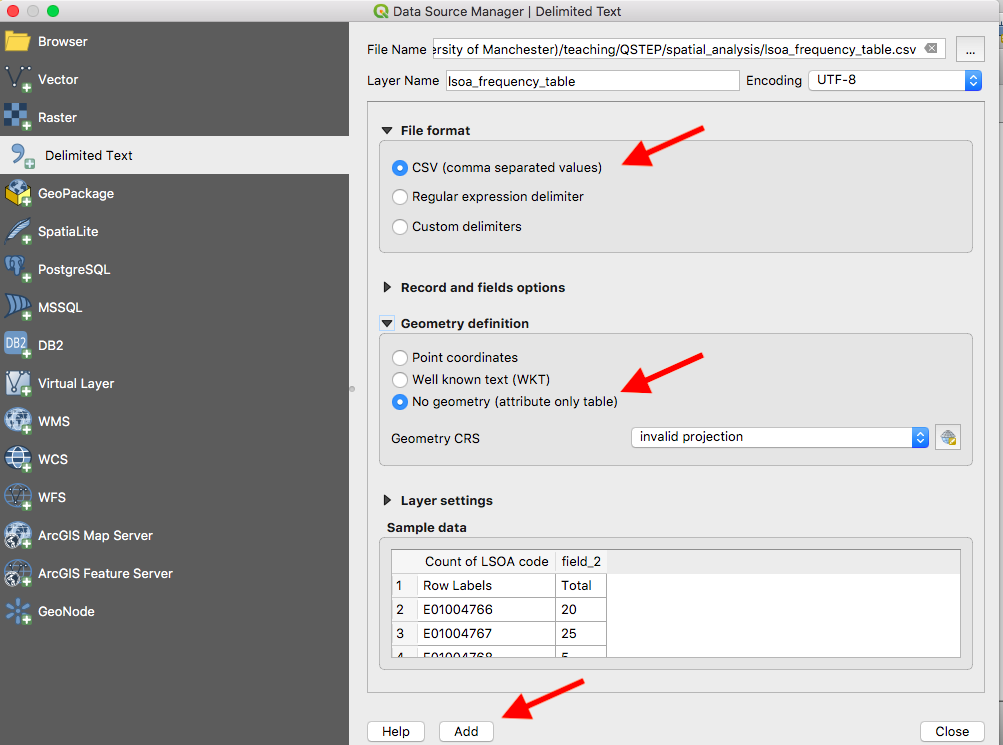 Data Source Manager | Delimited Text
Browser
Vector
Raster
Delimited Text
GeoPackage
SpatiaLite
PostgreSQL
MSSQL
DB2
DB2
Virtual Layer
WMS
WCS
WFS
ArcGIS Map Server
ArcGIS Feature Server
GeoNode
File Name ersity of Manchester)/teaching/QSTEP/spatial_analysis/lsoa_frequency_table.csv ...
Layer Name lsoa_frequency_table Encoding UTF-8
File format
CSV (comma separated values)
Regular expression delimiter
Custom delimiters
Record and fields options
Geometry definition
Point coordinates
Well known text (WKT)
No geometry (attribute only table)
Geometry CRS invalid projection
Layer settings
Sample data
Count of LSOA code field_2
1 Row Labels Total
2 E01004766 20
3 E01004767 25
4 E01004768 5
Help Add Close